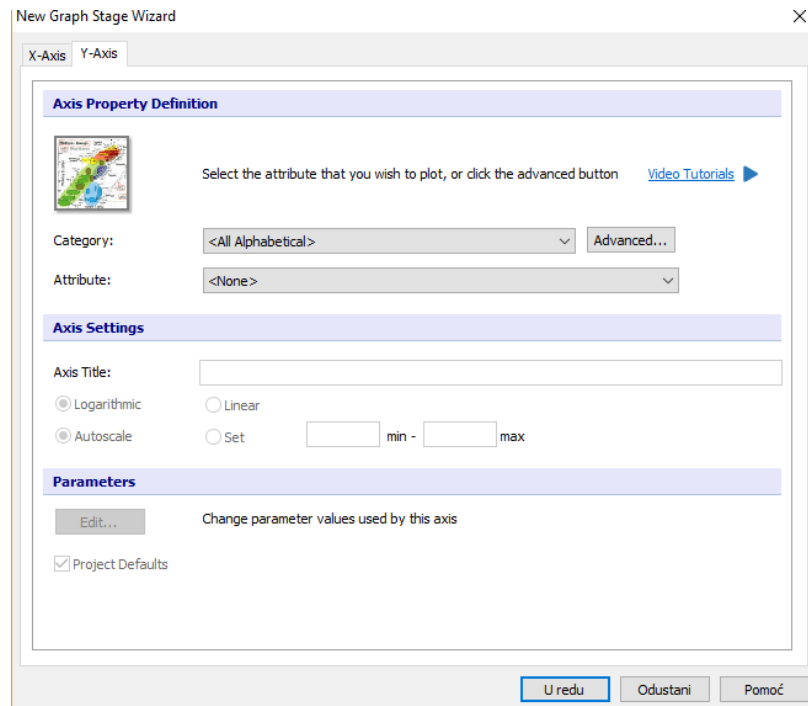 New Graph Stage Wizard
X-Axis Y-Axis
Axis Property Definition
Select the attribute that you wish to plot, or click the advanced button Video Tutorials
Category: <All Alphabetical> Advanced...
Attribute: <None>
Axis Settings
Axis Title:
Logarithmic Linear
Autoscale Set min - max
Parameters
Edit... Change parameter values used by this axis
Project Defaults
U redu Odustani Pomoć